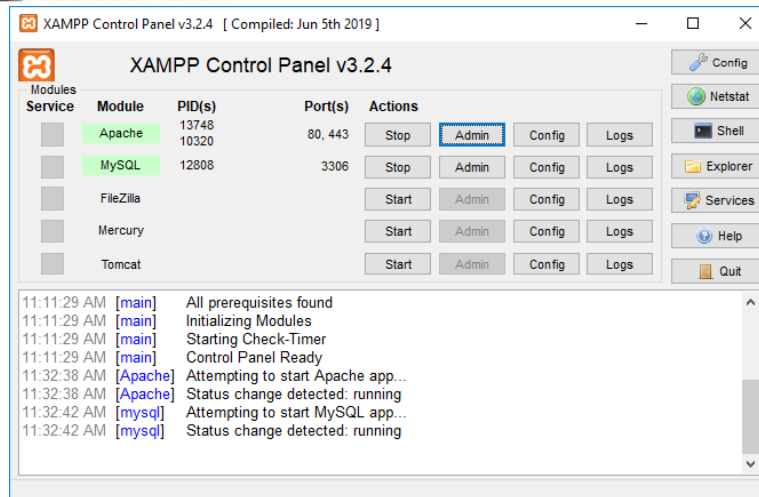 XAMPP Control Panel v3.2.4 [ Compiled: Jun 5th 2019 ]
XAMPP Control Panel v3.2.4
Config
Modules
Service Module PID(s) Port(s) Actions
Netstat
Apache 13748 80, 443 Stop Admin Config Logs
10320
Shell
MySQL 12808 3306 Stop Admin Config Logs
Explorer
FileZilla Start Admin Config Logs
Services
Mercury Start Admin Config Logs
Help
Tomcat Start Admin Config Logs
Quit
11:11:29 AM [main] All prerequisites found
11:11:29 AM [main] Initializing Modules
11:11:29 AM [main] Starting Check-Timer
11:11:29 AM [main] Control Panel Ready
11:32:38 AM [Apache] Attempting to start Apache app...
11:32:38 AM [Apache] Status change detected: running
11:32:42 AM [mysql] Attempting to start MySQL app...
11:32:42 AM [mysql] Status change detected: running